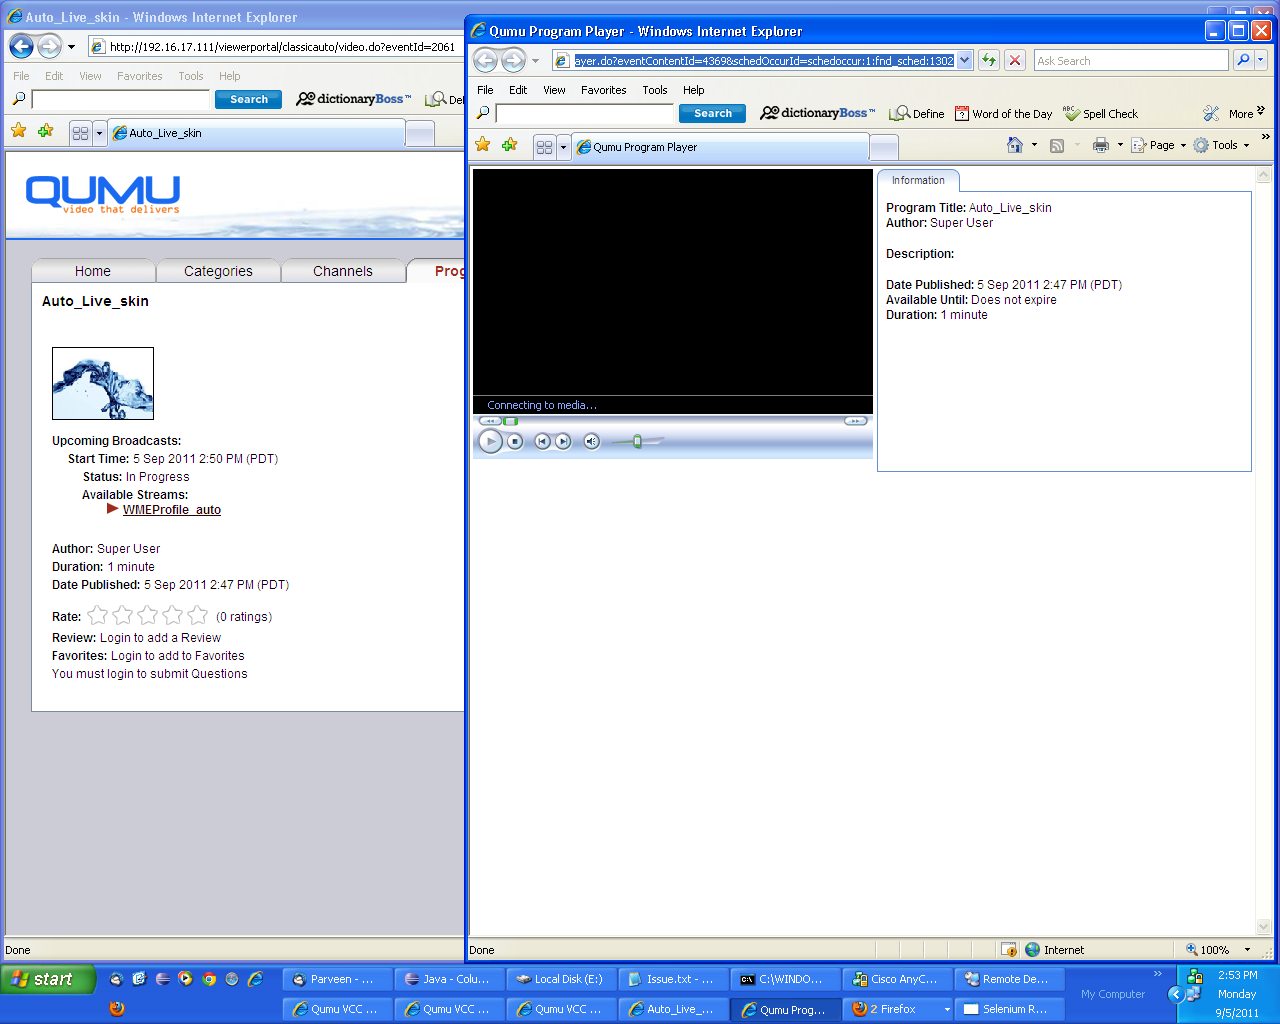 Auto_Live_skin - Windows Internet Explorer
http://192.16.17.111/viewerportal/classicauto/video.do?eventId=2061
File Edit View Favorites Tools Help
Search dictionaryBoss™ De
Auto_Live_skin
QUMU
video that delivers
Home Categories Channels Prog
Auto_Live_skin
Upcoming Broadcasts:
Start Time: 5 Sep 2011 2:50 PM (PDT)
Status: In Progress
Available Streams:
WMEProfile_auto
Author: Super User
Duration: 1 minute
Date Published: 5 Sep 2011 2:47 PM (PDT)
Rate: (0 ratings)
Review: Login to add a Review
Favorites: Login to add to Favorites
You must login to submit Questions
Done
Qumu Program Player - Windows Internet Explorer
ayer.do?eventContentId=4369&schedOccurId=schedoccur:1:fnd_sched:1302
Ask Search
File Edit View Favorites Tools Help
Search dictionaryBoss™ Define Word of the Day ABC Spell Check More
Qumu Program Player
Page Tools
Connecting to media...
Information
Program Title: Auto_Live_skin
Author: Super User
Description:
Date Published: 5 Sep 2011 2:47 PM (PDT)
Available Until: Does not expire
Duration: 1 minute
Done Internet 100%
start
Parveen - ... Java - Colu... Local Disk (E:) Issue.txt - ... C:\WINDO... Cisco AnyC... Remote De...
Qumu VCC ... Qumu VCC ... Qumu VCC ... Auto_Live_... Qumu Prog... 2 Firefox Selenium R...
My Computer
2:53 PM
Monday
9/5/2011